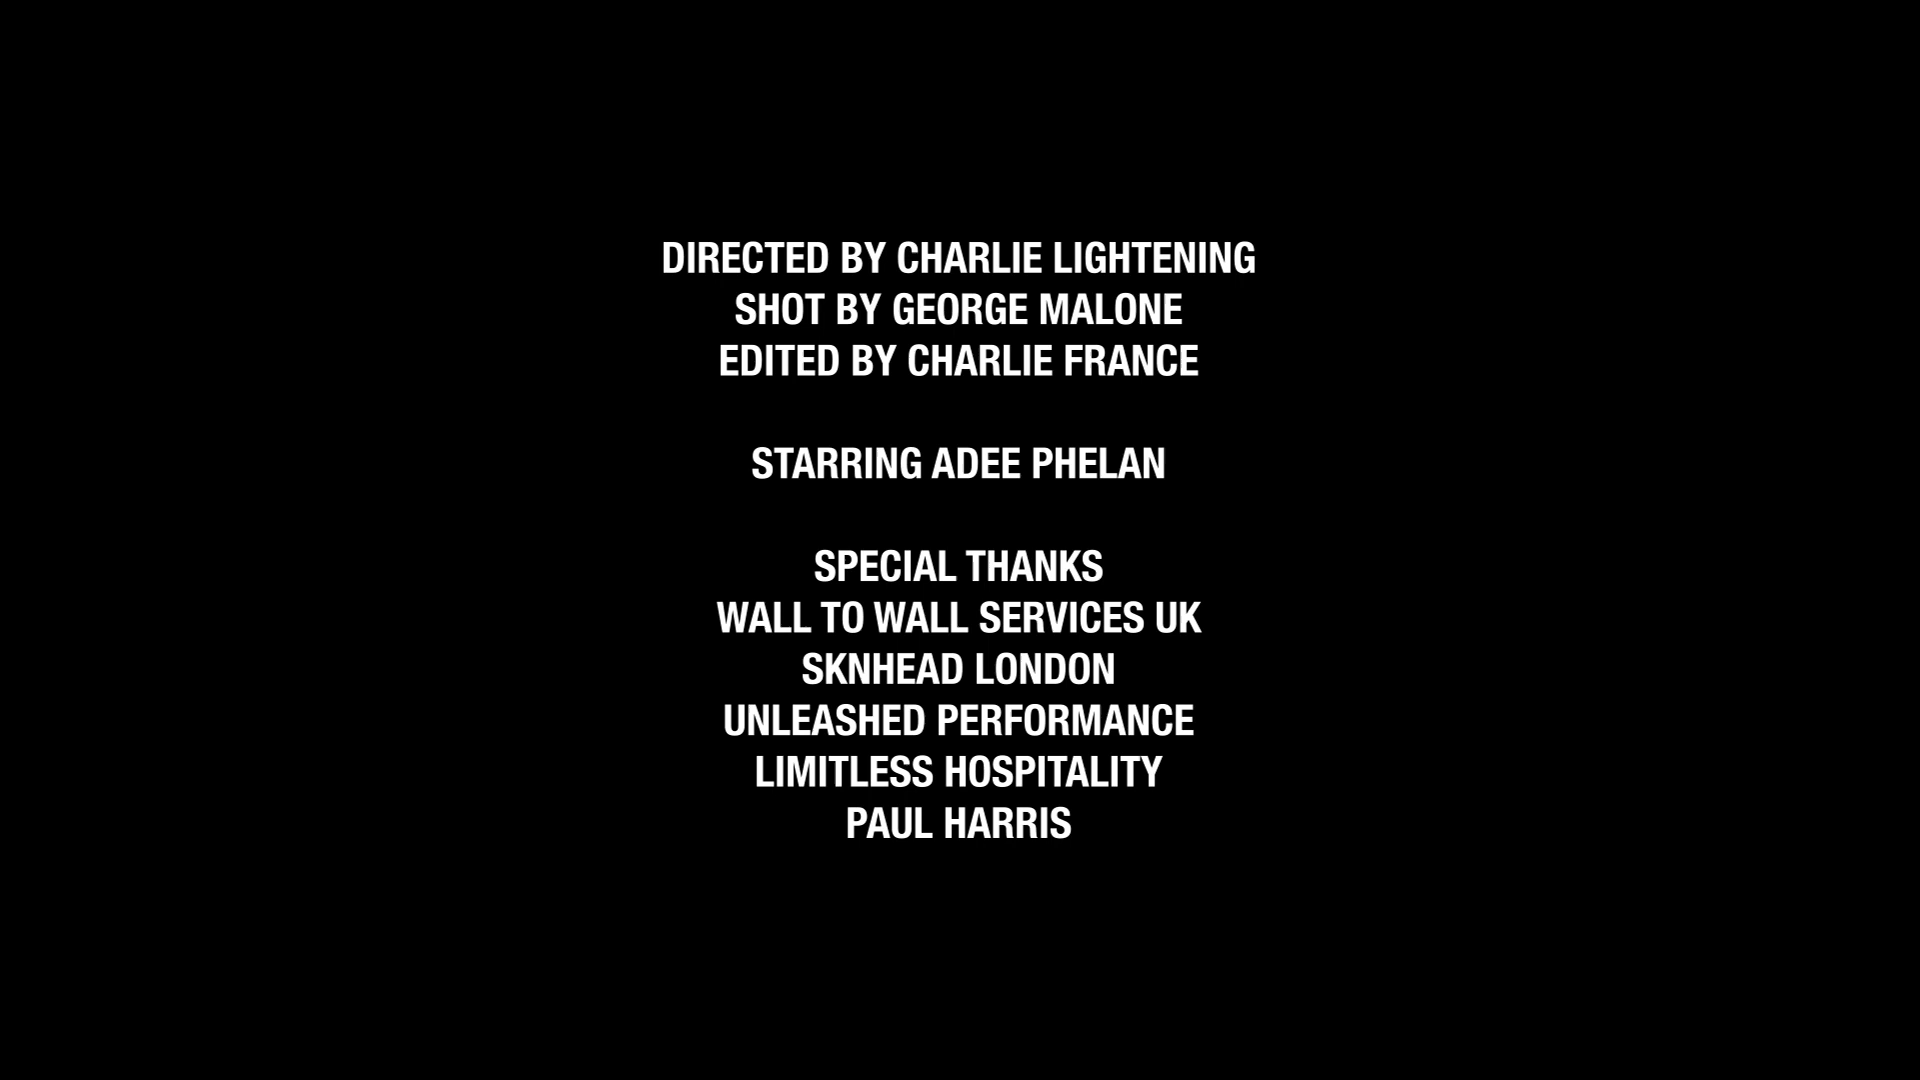 DIRECTED BY CHARLIE LIGHTENING
SHOT BY GEORGE MALONE
EDITED BY CHARLIE FRANCE
STARRING ADEE PHELAN
SPECIAL THANKS
WALL TO WALL SERVICES UK
SKNHEAD LONDON
UNLEASHED PERFORMANCE
LIMITLESS HOSPITALITY
PAUL HARRIS